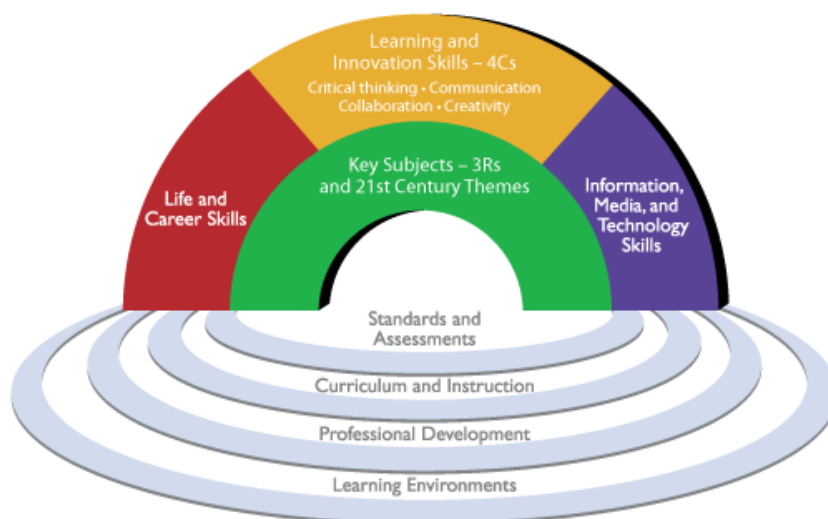 Learning and
Innovation Skills – 4Cs
Critical thinking • Communication
Collaboration • Creativity
Key Subjects – 3Rs
and 21st Century Themes
Life and
Career Skills
Information,
Media, and
Technology
Skills
Standards and
Assessments
Curriculum and Instruction
Professional Development
Learning Environments